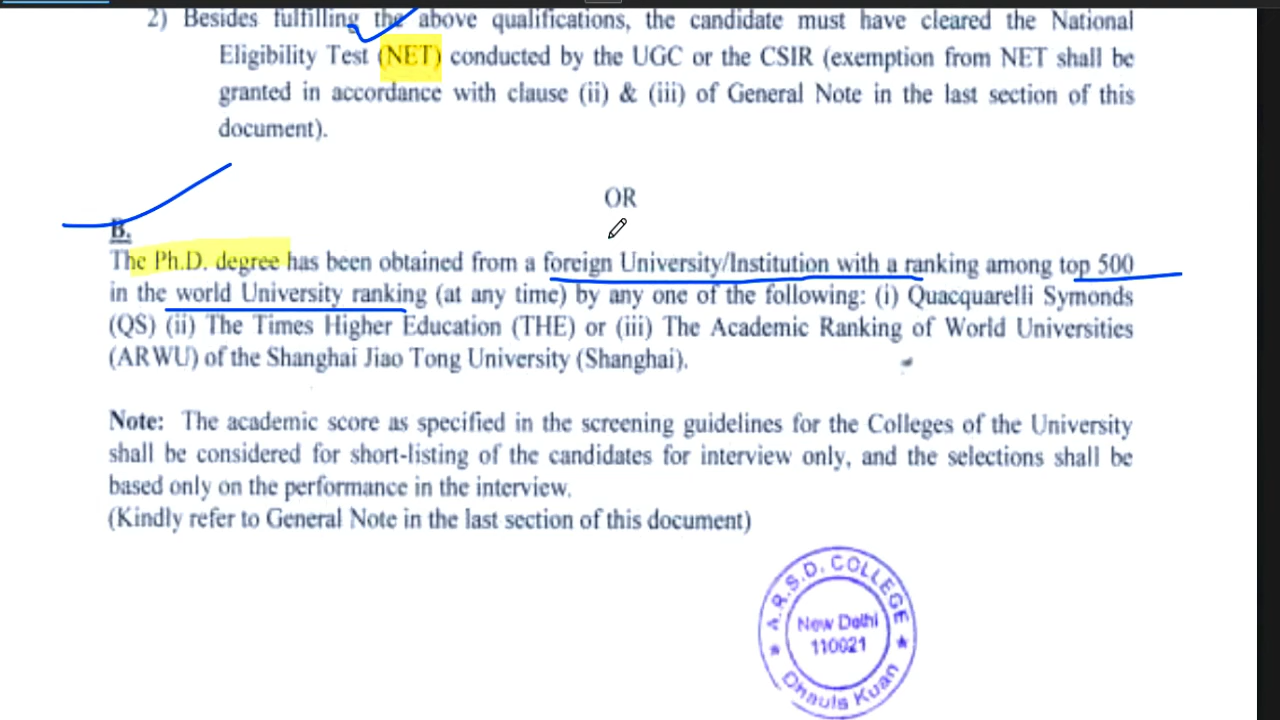 2) Besides fulfilling the above qualifications, the candidate must have cleared the National
Eligibility Test (NET) conducted by the UGC or the CSIR (exemption from NET shall be
granted in accordance with clause (ii) & (iii) of General Note in the last section of this
document).
OR
B.
The Ph.D. degree has been obtained from a foreign University/Institution with a ranking among top 500
in the world University ranking (at any time) by any one of the following: (i) Quacquarelli Symonds
(QS) (ii) The Times Higher Education (THE) or (iii) The Academic Ranking of World Universities
(ARWU) of the Shanghai Jiao Tong University (Shanghai).
Note: The academic score as specified in the screening guidelines for the Colleges of the University
shall be considered for short-listing of the candidates for interview only, and the selections shall be
based only on the performance in the interview.
(Kindly refer to General Note in the last section of this document)
A.R.S.D. COLLEGE
New Delhi
110021
Dhaula Kuan